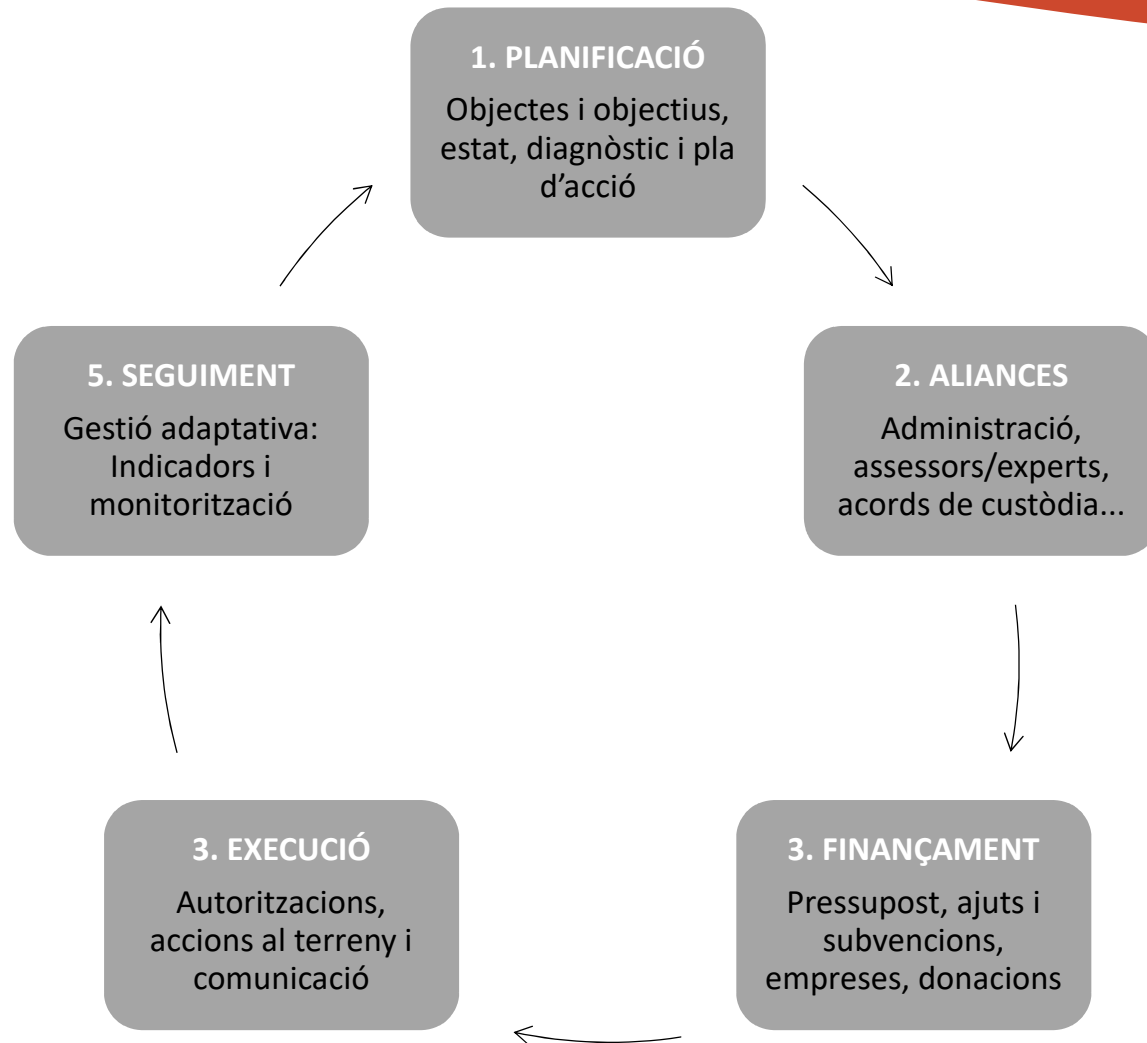 1. PLANIFICACIÓ
Objectes i objectius,
estat, diagnòstic i pla
d’acció
2. ALIANCES
Administració,
assessors/experts,
acords de custòdia...
3. FINANÇAMENT
Pressupost, ajuts i
subvencions,
empreses, donacions
3. EXECUCIÓ
Autoritzacions,
accions al terreny i
comunicació
5. SEGUIMENT
Gestió adaptativa:
Indicadors i
monitorització